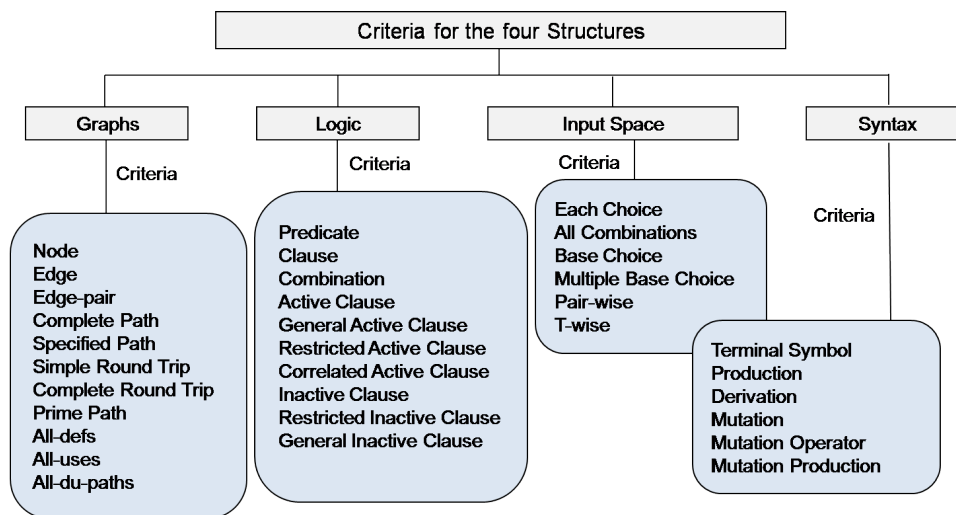 Criteria for the four Structures
Graphs
Logic
Input Space
Syntax
Criteria
Criteria
Criteria
Criteria
Node
Edge
Edge-pair
Complete Path
Specified Path
Simple Round Trip
Complete Round Trip
Prime Path
All-defs
All-uses
All-du-paths
Predicate
Clause
Combination
Active Clause
General Active Clause
Restricted Active Clause
Correlated Active Clause
Inactive Clause
Restricted Inactive Clause
General Inactive Clause
Each Choice
All Combinations
Base Choice
Multiple Base Choice
Pair-wise
T-wise
Terminal Symbol
Production
Derivation
Mutation
Mutation Operator
Mutation Production